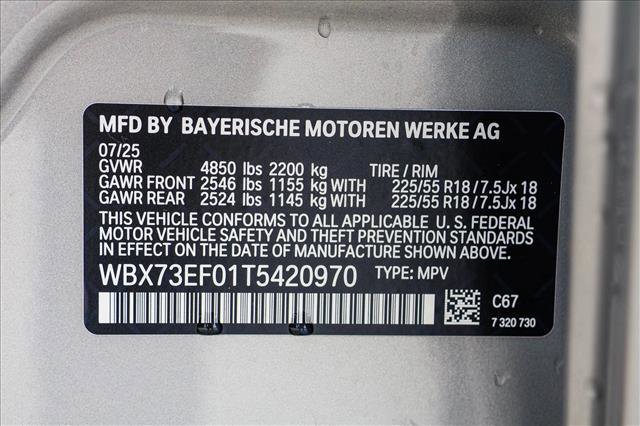 MFD BY BAYERISCHE MOTOREN WERKE AG
07/25
GVWR 4850 lbs 2200 kg TIRE / RIM
GAWR FRONT 2546 lbs 1155 kg WITH 225/55 R18 / 7.5Jx 18
GAWR REAR 2524 lbs 1145 kg WITH 225/55 R18 / 7.5Jx 18
THIS VEHICLE CONFORMS TO ALL APPLICABLE U. S. FEDERAL
MOTOR VEHICLE SAFETY AND THEFT PREVENTION STANDARDS
IN EFFECT ON THE DATE OF MANUFACTURE SHOWN ABOVE.
WBX73EF01T5420970 TYPE: MPV
C67
7 320 730